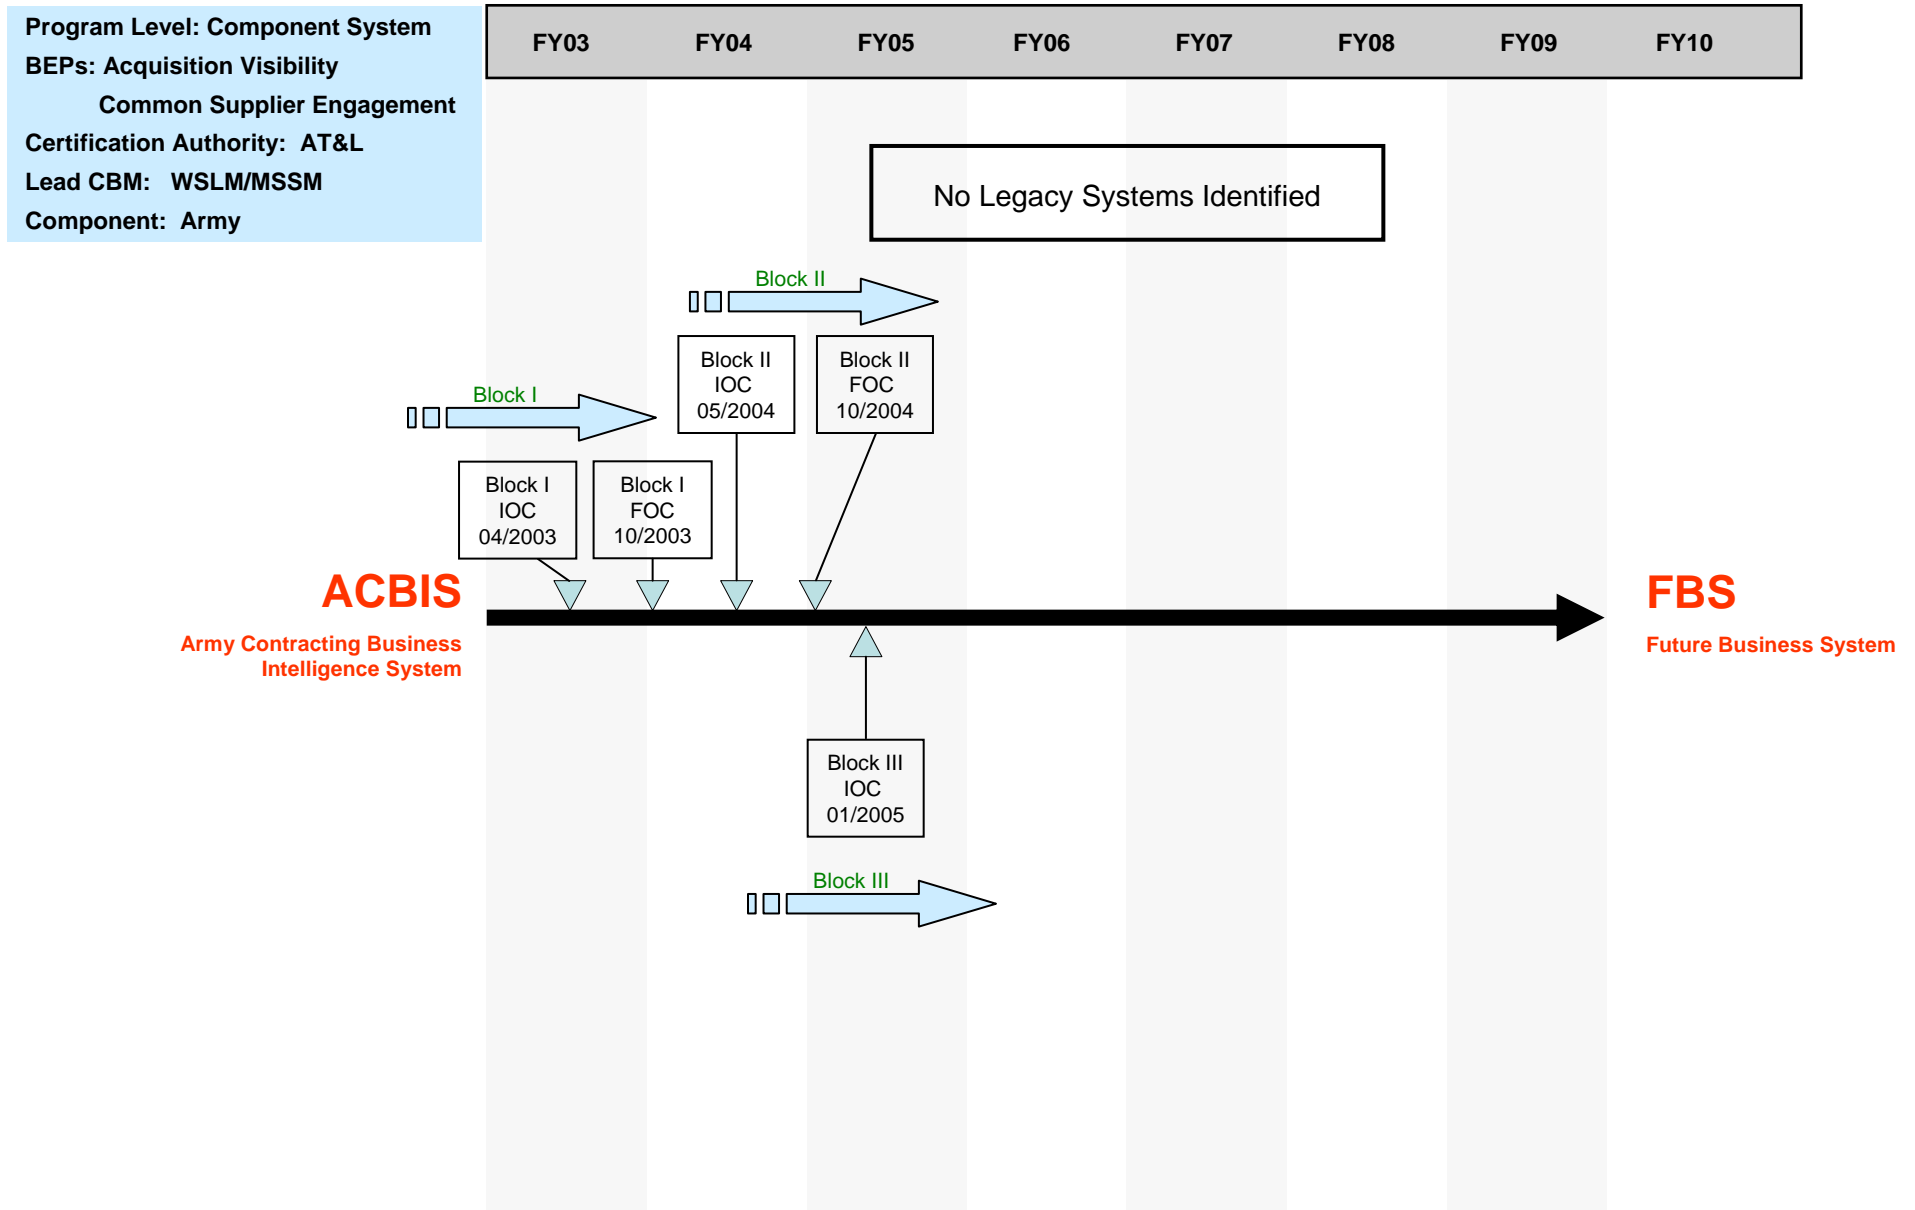 Program Level: Component System
BEPs: Acquisition Visibility
Common Supplier Engagement
Certification Authority: AT&L
Lead CBM: WSLM/MSSM
Component: Army
FY03 FY04 FY05 FY06 FY07 FY08 FY09 FY10
No Legacy Systems Identified
Block II
Block II
IOC
05/2004
Block II
FOC
10/2004
Block I
Block I
IOC
04/2003
Block I
FOC
10/2003
ACBIS
Army Contracting Business
Intelligence System
FBS
Future Business System
Block III
IOC
01/2005
Block III